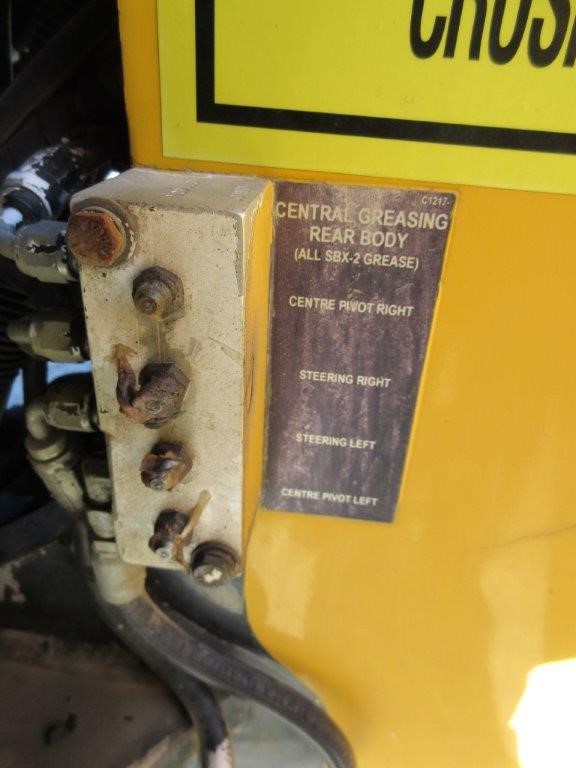 C1217-
CENTRAL GREASING
REAR BODY
(ALL SBX-2 GREASE)
CENTRE PIVOT RIGHT
STEERING RIGHT
STEERING LEFT
CENTRE PIVOT LEFT